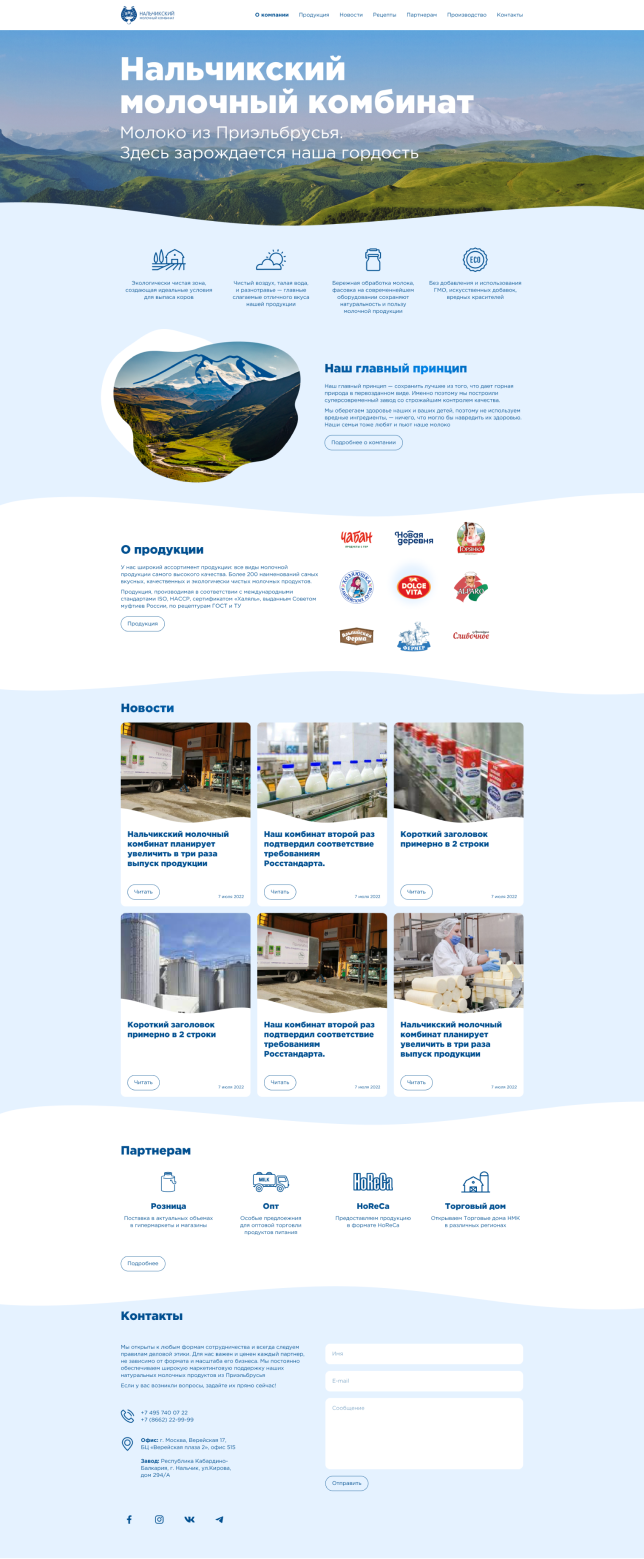 НАЛЬЧИКСКИЙ
МОЛОЧНЫЙ КОМБИНАТ
О компании
Продукция
Новости
Рецепты
Партнерам
Производство
Контакты
Нальчикский
молочный комбинат
Молоко из Приэльбрусья.
Здесь зарождается наша гордость
ECO
Экологически чистая зона,
создающая идеальные условия
для выпаса коров
Чистый воздух, талая вода,
и разнотравье — главные
слагаемые отличного вкуса
нашей продукции
Бережная обработка молока,
фасовка на современнейшем
оборудовании сохраняют
натуральность и пользу
молочной продукции
Без добавления и использования
ГМО, искусственных добавок,
вредных красителей
Наш главный принцип
Наш главный принцип — сохранить лучшее из того, что дает горная
природа в первозданном виде. Именно поэтому мы построили
суперсовременный завод со строжайшим контролем качества.
Мы оберегаем здоровье наших и ваших детей, поэтому не используем
вредные ингредиенты, — ничего, что могло бы навредить их здоровью.
Наши семьи тоже любят и пьют наше молоко
Подробнее о компании
О продукции
У нас широкий ассортимент продукции: все виды молочной
продукции самого высокого качества. Более 200 наименований самых
вкусных, качественных и экологически чистых молочных продуктов.
Продукция, производимая в соответствии с международными
стандартами ISO, HACCP, сертификатом «Халяль», выданным Советом
муфтиев России, по рецептурам ГОСТ и ТУ
Продукция
ЧАБАН
Новая
деревня
ГОРЯНКА
DOLCE
VITA
ALPARO
Ферма
ФЕРМЕР
Сливочное
Новости
Нальчикский молочный
комбинат планирует
увеличить в три раза
выпуск продукции
Читать
7 июля 2022
Наш комбинат второй раз
подтвердил соответствие
требованиям
Росстандарта.
Читать
7 июля 2022
Короткий заголовок
примерно в 2 строки
Читать
7 июля 2022
Короткий заголовок
примерно в 2 строки
Читать
7 июля 2022
Наш комбинат второй раз
подтвердил соответствие
требованиям
Росстандарта.
Читать
7 июля 2022
Нальчикский молочный
комбинат планирует
увеличить в три раза
выпуск продукции
Читать
7 июля 2022
Партнерам
MILK
HoReCa
Розница
Поставка в актуальных объемах
в гипермаркеты и магазины
Опт
Особые предложения
для оптовой торговли
продуктов питания
HoReCa
Предоставляем продукцию
в формате HoReCa
Торговый дом
Открываем Торговые дома НМК
в различных регионах
Подробнее
Контакты
Мы открыты к любым формам сотрудничества и всегда следуем
правилам деловой этики. Для нас важен и ценен каждый партнер,
не зависимо от формата и масштаба его бизнеса. Мы постоянно
обеспечиваем широкую маркетинговую поддержку наших
натуральных молочных продуктов из Приэльбрусья
Если у вас возникли вопросы, задайте их прямо сейчас!
+7 495 740 07 22
+7 (8662) 22-99-99
Офис: г. Москва, Верейская 17,
БЦ «Верейская плаза 2», офис 515
Завод: Республика Кабардино-
Балкария, г. Нальчик, ул.Кирова,
дом 294/А
Имя
E-mail
Сообщение
Отправить